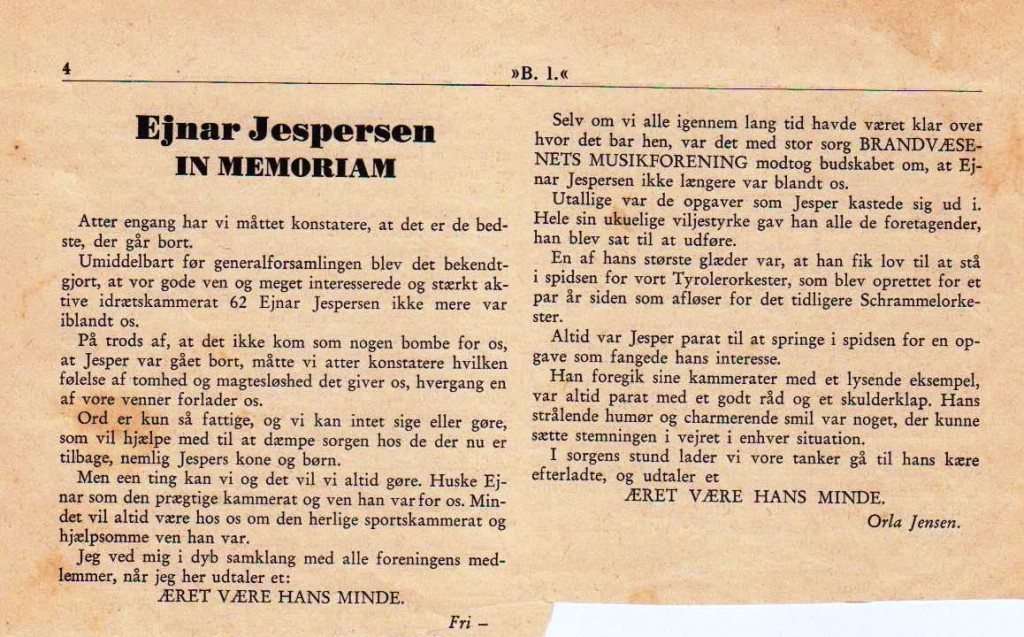 4
»B. 1.«
Ejnar Jespersen
IN MEMORIAM
Atter engang har vi måttet konstatere, at det er de bed-
ste, der går bort.
Umiddelbart før generalforsamlingen blev det bekendt-
gjort, at vor gode ven og meget interesserede og stærkt ak-
tive idrætskammerat 62 Ejnar Jespersen ikke mere var
iblandt os.
På trods af, at det ikke kom som nogen bombe for os,
at Jesper var gået bort, måtte vi atter konstatere hvilken
følelse af tomhed og magtesløshed det giver os, hvergang en
af vore venner forlader os.
Ord er kun så fattige, og vi kan intet sige eller gøre,
som vil hjælpe med til at dæmpe sorgen hos de der nu er
tilbage, nemlig Jespers kone og børn.
Men een ting kan vi og det vil vi altid gøre. Huske Ej-
nar som den prægtige kammerat og ven han var for os. Min-
det vil altid være hos os om den herlige sportskammerat og
hjælpsomme ven han var.
Jeg ved mig i dyb samklang med alle foreningens med-
lemmer, når jeg her udtaler et:
ÆRET VÆRE HANS MINDE.
Fri –
Selv om vi alle igennem lang tid havde været klar over
hvor det bar hen, var det med stor sorg BRANDVÆSE-
NETS MUSIKFORENING modtog budskabet om, at Ej-
nar Jespersen ikke længere var blandt os.
Utallige var de opgaver som Jesper kastede sig ud i.
Hele sin ukuelige viljestyrke gav han alle de foretagender,
han blev sat til at udføre.
En af hans største glæder var, at han fik lov til at stå
i spidsen for vort Tyrolerorkester, som blev oprettet for et
par år siden som afløser for det tidligere Schrammelorke-
ster.
Altid var Jesper parat til at springe i spidsen for en op-
gave som fangede hans interesse.
Han foregik sine kammerater med et lysende eksempel,
var altid parat med et godt råd og et skulderklap. Hans
strålende humør og charmerende smil var noget, der kunne
sætte stemningen i vejret i enhver situation.
I sorgens stund lader vi vore tanker gå til hans kære
efterladte, og udtaler et
ÆRET VÆRE HANS MINDE.
Orla Jensen.